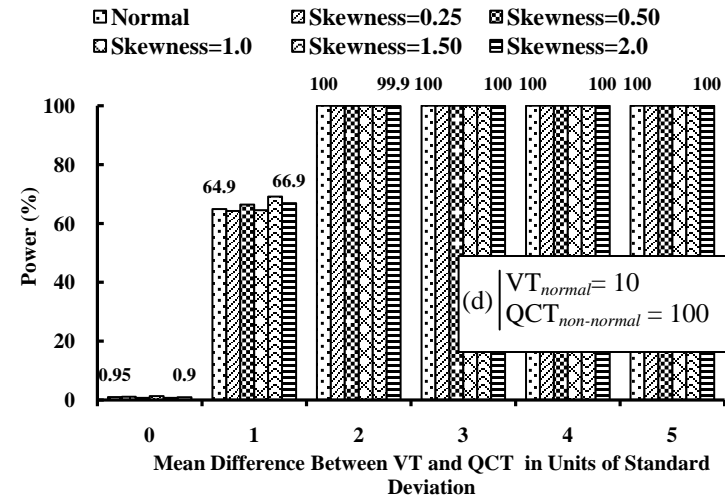 Normal Skewness=0.25 Skewness=0.50
Skewness=1.0 Skewness=1.50 Skewness=2.0
100 99.9 100 100 100 100 100 100
100
80
60
40
20
0
Power (%)
64.9 66.9
0.95 0.9
(d) VTnormal= 10
QCTnon-normal = 100
0 1 2 3 4 5
Mean Difference Between VT and QCT in Units of Standard
Deviation